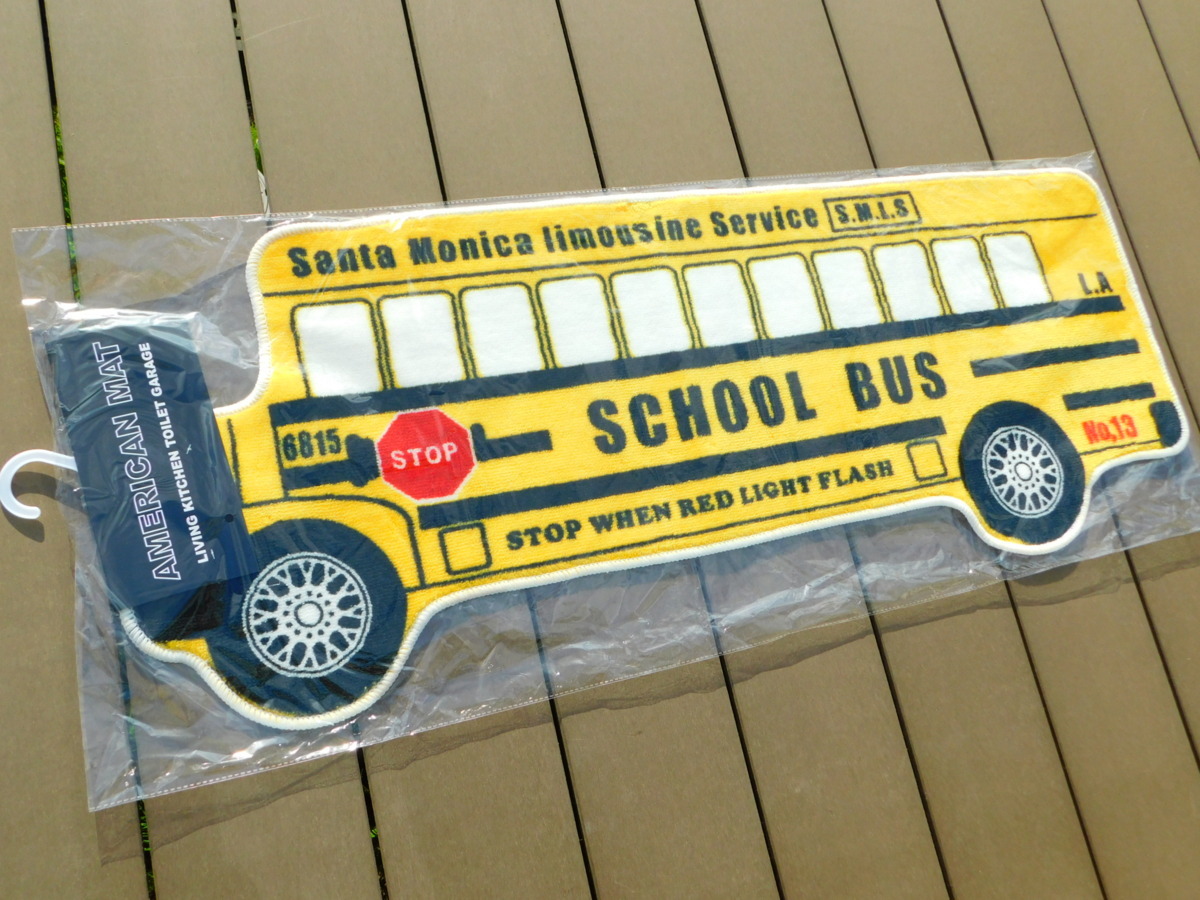 Santa Monica limousine Service S.M.L.S
L.A
SCHOOL BUS
6815
STOP
No,13
STOP WHEN RED LIGHT FLASH
AMERICAN MAT
LIVING KITCHEN TOILET GARAGE